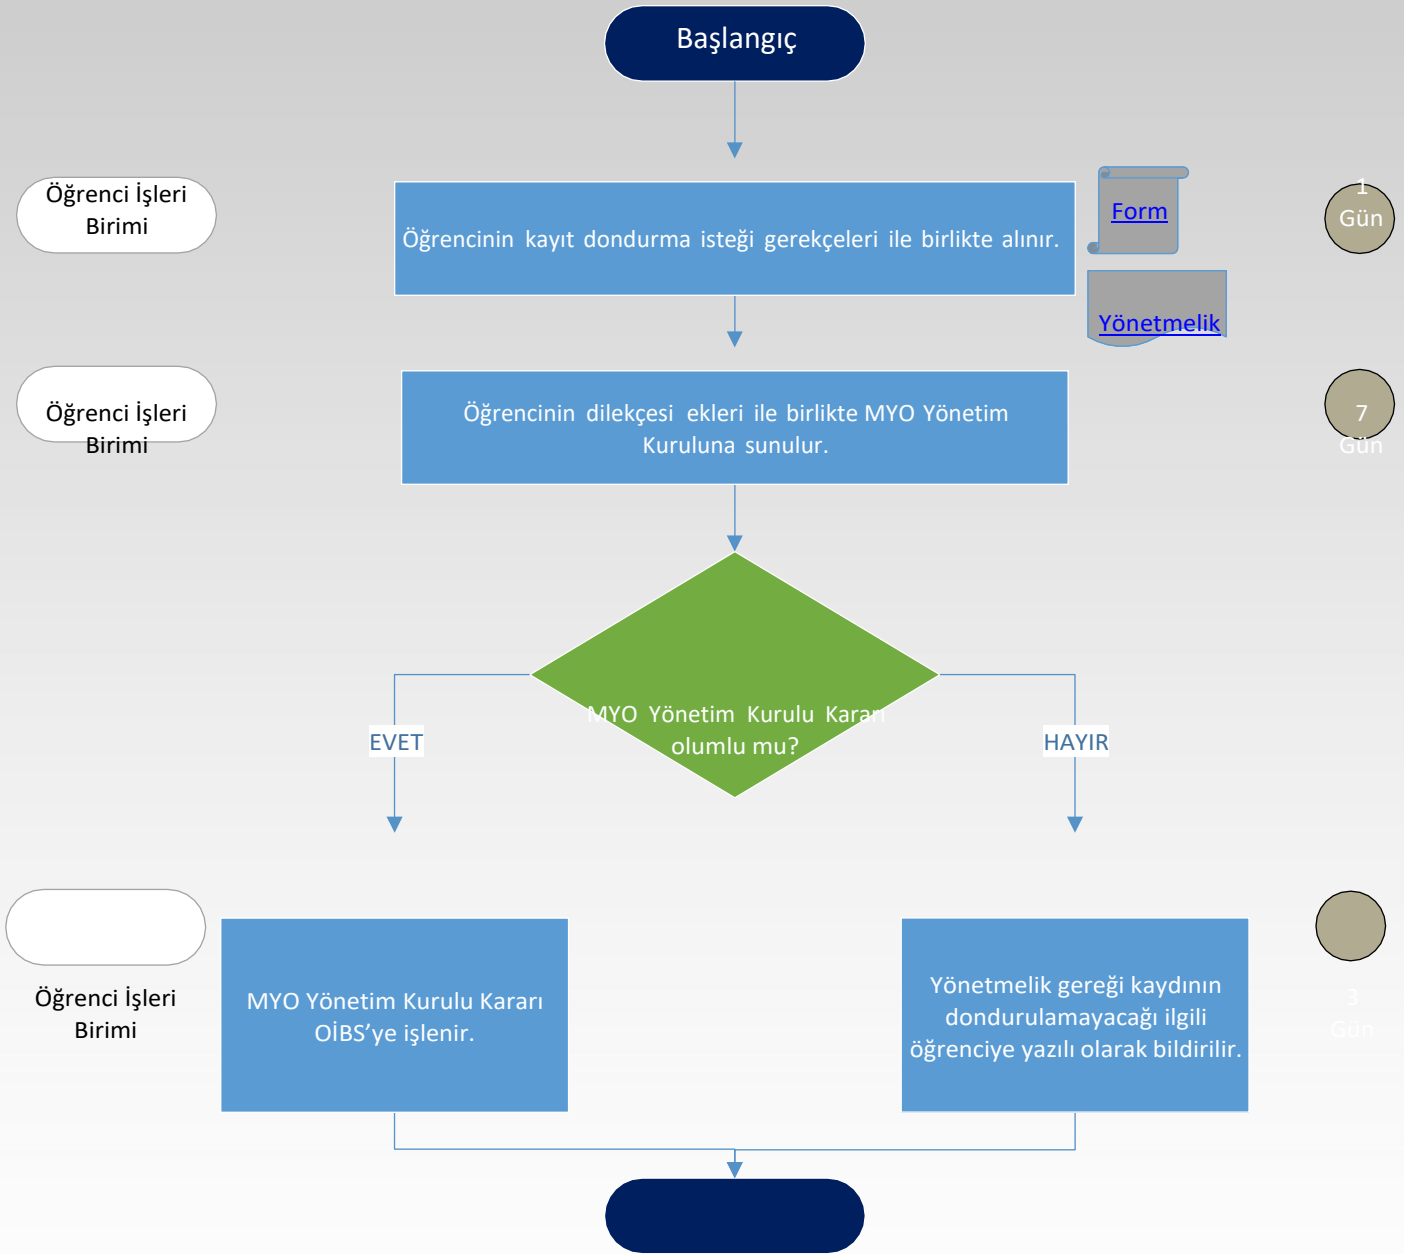 Başlangıç
Öğrenci İşleri
Birimi
Öğrencinin kayıt dondurma isteği gerekçeleri ile birlikte alınır.
Form
Yönetmelik
1
Gün
Öğrenci İşleri
Birimi
Öğrencinin dilekçesi ekleri ile birlikte MYO Yönetim
Kuruluna sunulur.
7
Gün
MYO Yönetim Kurulu Kararı
olumlu mu?
EVET
HAYIR
Öğrenci İşleri
Birimi
MYO Yönetim Kurulu Kararı
OİBS’ye işlenir.
Yönetmelik gereği kaydının
dondurulamayacağı ilgili
öğrenciye yazılı olarak bildirilir.
3
Gün